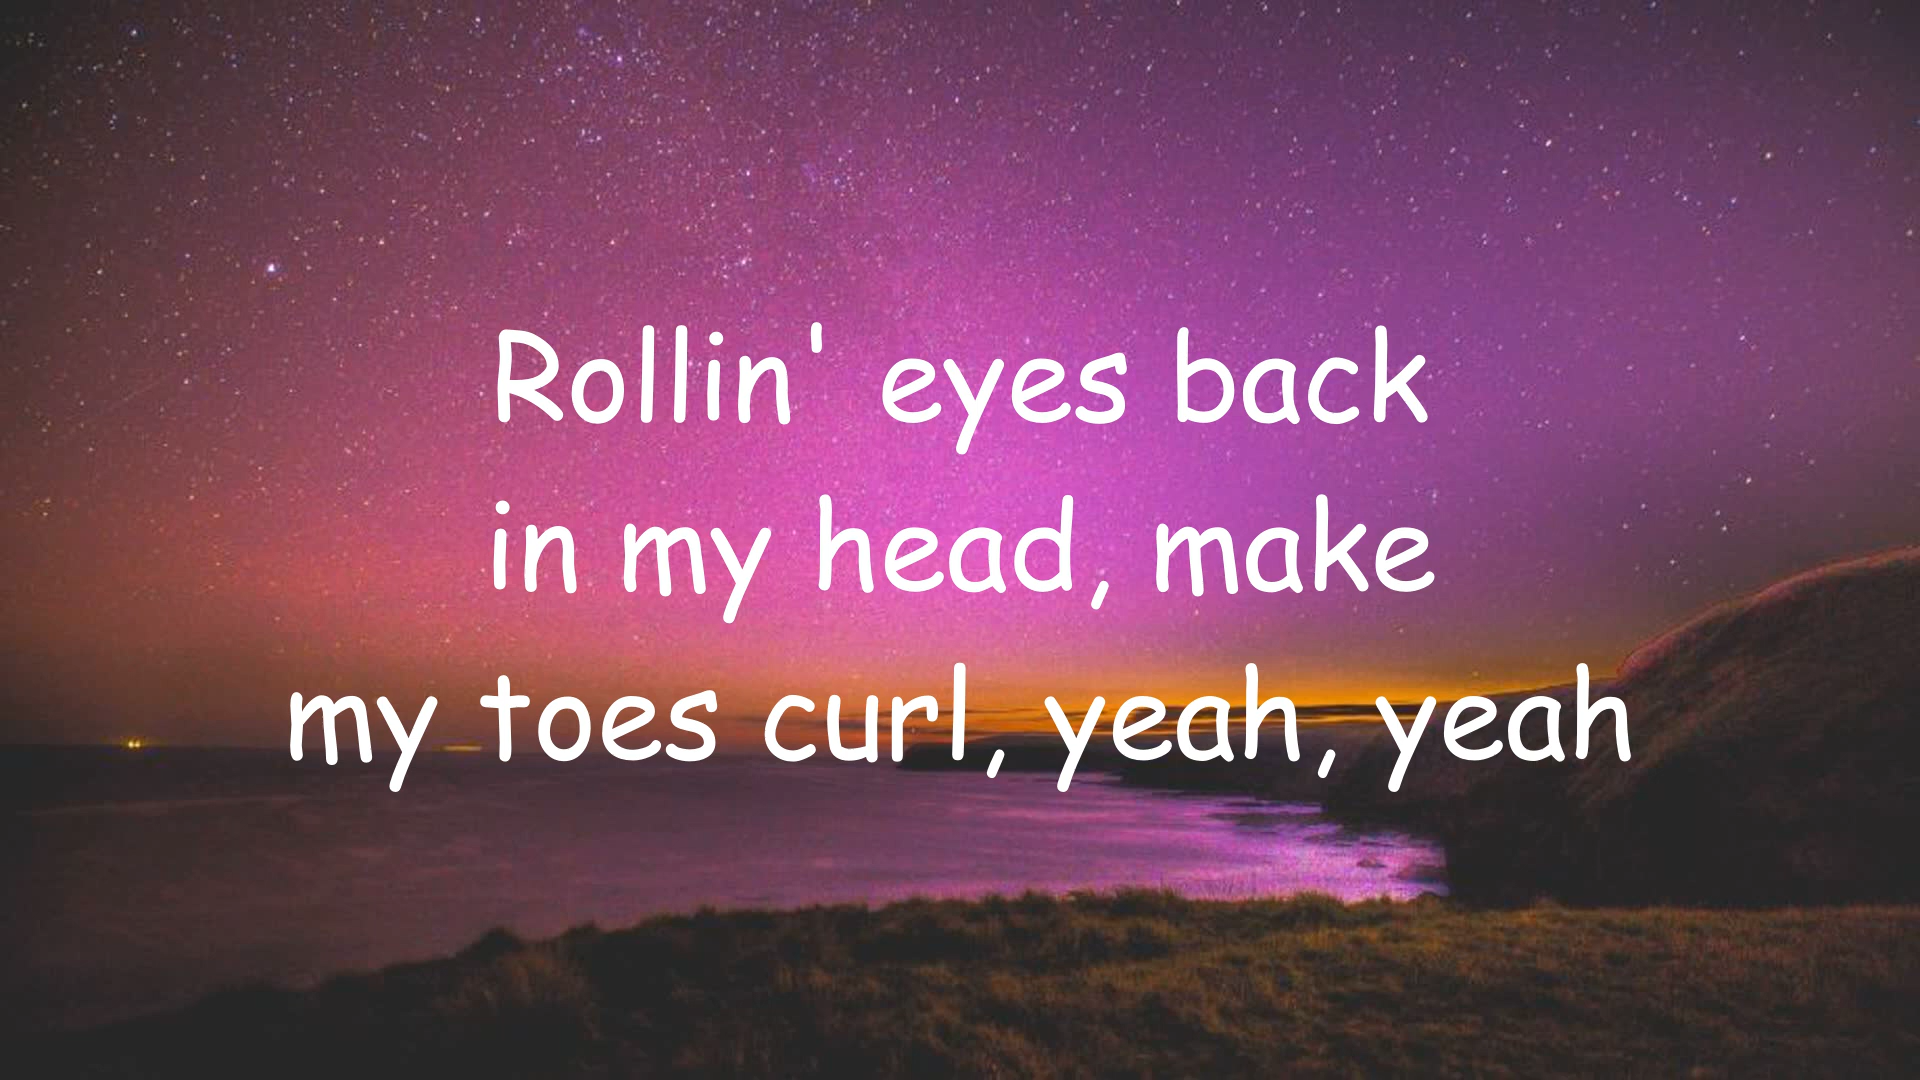 Rollin' eyes back
in my head, make
my toes curl, yeah, yeah